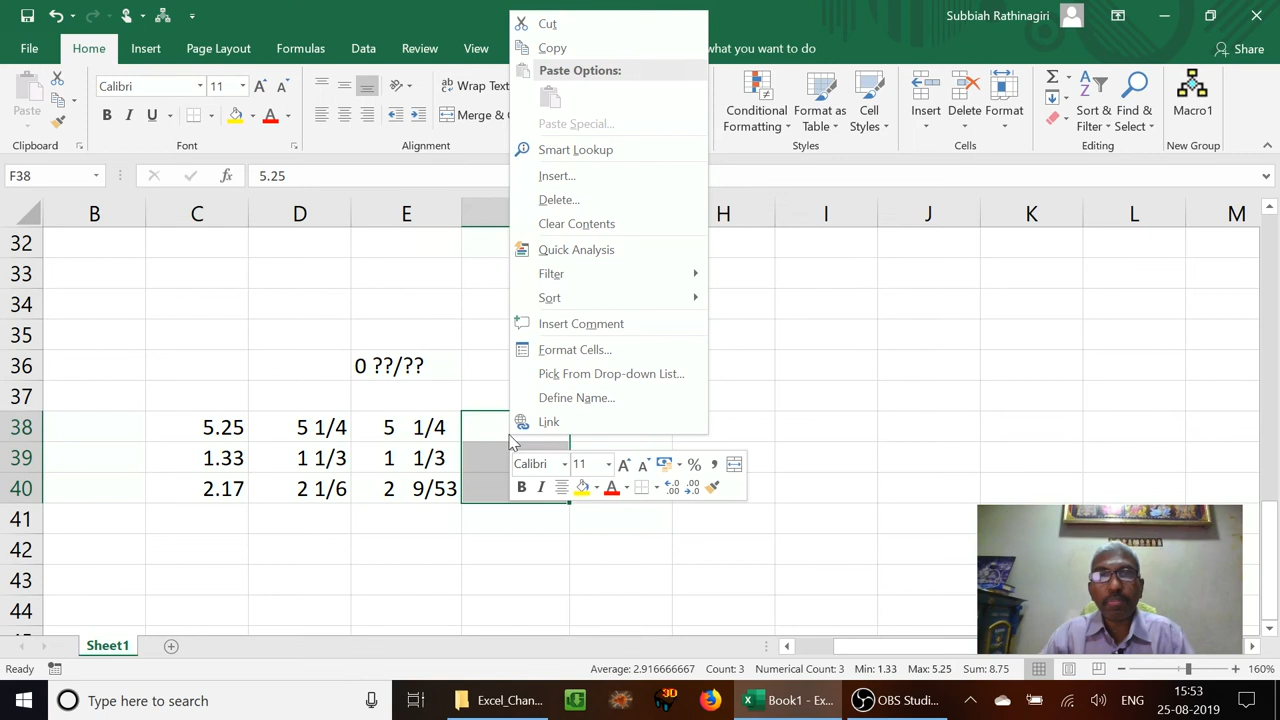 Subbiah Rathinagiri
File Home Insert Page Layout Formulas Data Review View what you want to do Share
Paste
Calibri 11
B I U
Wrap Text
Merge &
Conditional Formatting
Format as Table
Cell Styles
Insert Delete Format
Sort & Filter
Find & Select
Macro1
Clipboard Font Alignment Styles Cells Editing New Group
F38 fx 5.25
B C D E H I J K L M
32
33
34
35
36 0 ??/??
37
38 5.25 5 1/4 5 1/4
39 1.33 1 1/3 1 1/3
40 2.17 2 1/6 2 9/53
41
42
43
44
Cut
Copy
Paste Options:
Paste Special...
Smart Lookup
Insert...
Delete...
Clear Contents
Quick Analysis
Filter
Sort
Insert Comment
Format Cells...
Pick From Drop-down List...
Define Name...
Link
Calibri 11 A A % ,
B I A .00 .00
Sheet1
Ready Average: 2.916666667 Count: 3 Numerical Count: 3 Min: 1.33 Max: 5.25 Sum: 8.75 160%
Type here to search
Excel_Chan...
3D
Book1 - Exc...
OBS Studi...
ENG
15:53
25-08-2019